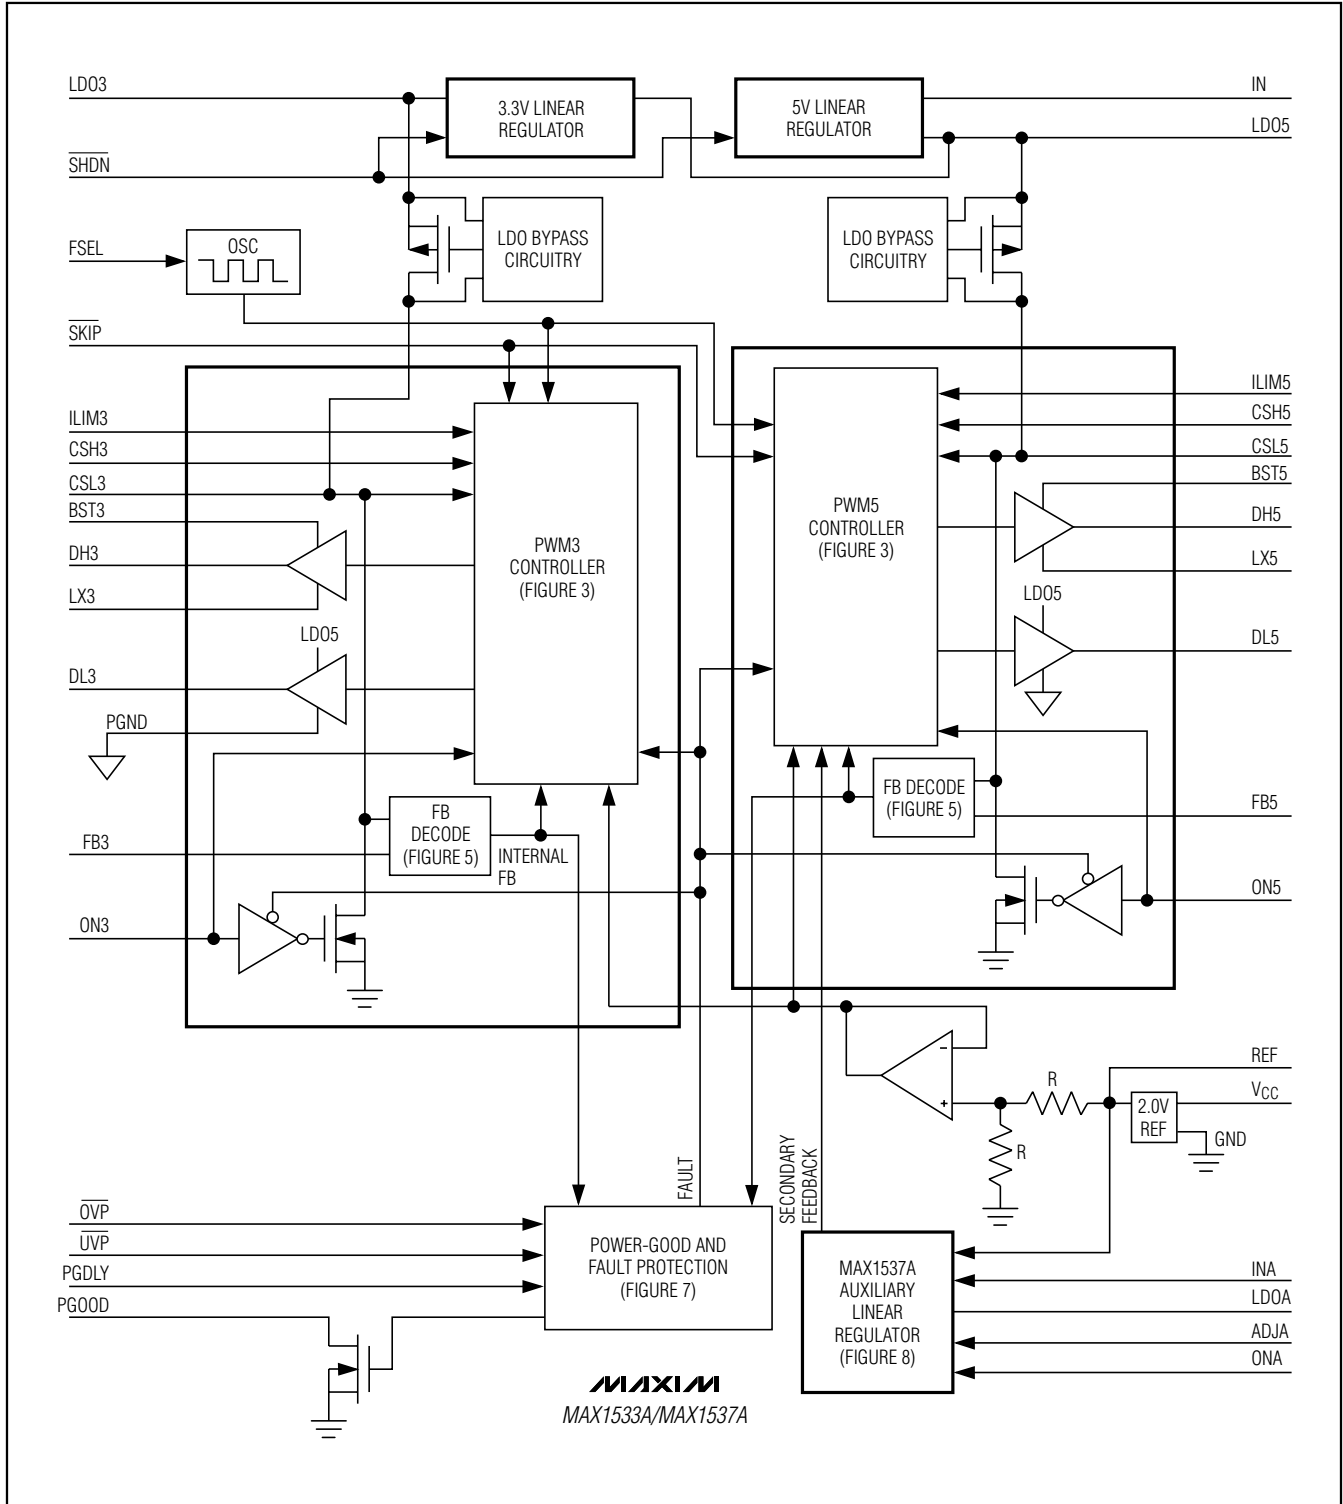 LDO3
SHDN
3.3V LINEAR
REGULATOR
5V LINEAR
REGULATOR
IN
LDO5
FSEL
OSC
LDO BYPASS
CIRCUITRY
LDO BYPASS
CIRCUITRY
SKIP
ILIM3
CSH3
CSL3
BST3
DH3
LX3
LDO5
DL3
PGND
PWM3
CONTROLLER
(FIGURE 3)
PWM5
CONTROLLER
(FIGURE 3)
ILIM5
CSH5
CSL5
BST5
DH5
LX5
LDO5
DL5
FB
DECODE
(FIGURE 5)
INTERNAL
FB
FB DECODE
(FIGURE 5)
FB3
FB5
ON3
ON5
REF
VCC
-
+
R
R
2.0V
REF
GND
FAULT
SECONDARY
FEEDBACK
OVP
UVP
PGDLY
PGOOD
POWER-GOOD AND
FAULT PROTECTION
(FIGURE 7)
MAX1537A
AUXILIARY
LINEAR
REGULATOR
(FIGURE 8)
INA
LDOA
ADJA
ONA
MAXIM
MAX1533A/MAX1537A